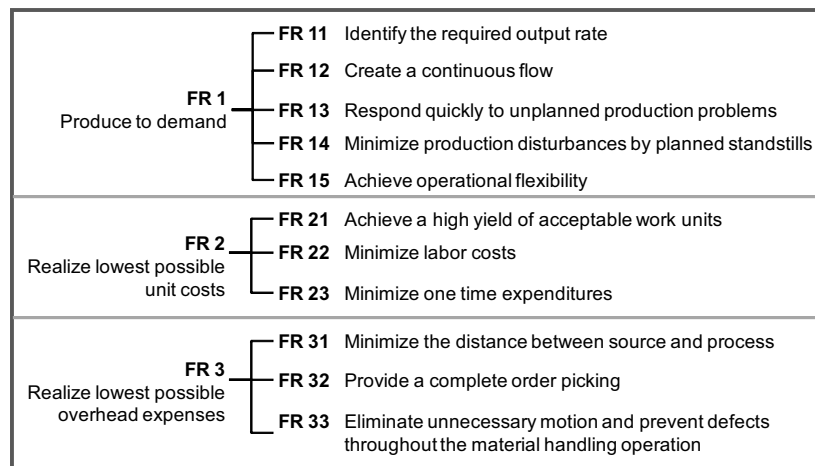 FR 11 Identify the required output rate
FR 12 Create a continuous flow
FR 1
Produce to demand
FR 13 Respond quickly to unplanned production problems
FR 14 Minimize production disturbances by planned standstills
FR 15 Achieve operational flexibility
FR 21 Achieve a high yield of acceptable work units
FR 2
Realize lowest possible
unit costs
FR 22 Minimize labor costs
FR 23 Minimize one time expenditures
FR 31 Minimize the distance between source and process
FR 3
Realize lowest possible
overhead expenses
FR 32 Provide a complete order picking
FR 33 Eliminate unnecessary motion and prevent defects
throughout the material handling operation